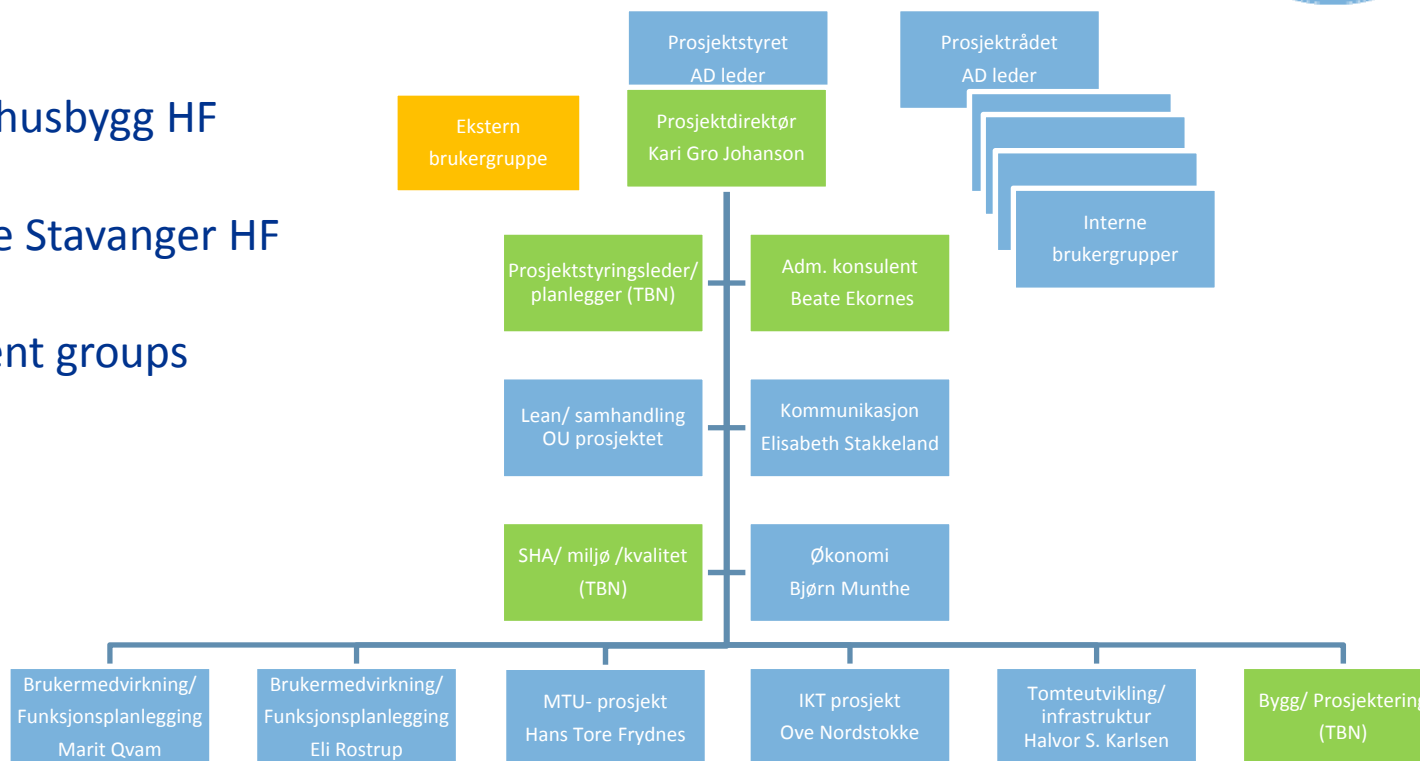 husbygg HF
e Stavanger HF
ent groups
Prosjektstyret
AD leder
Prosjektrådet
AD leder
Ekstern
brukergruppe
Prosjektdirektør
Kari Gro Johanson
Interne
brukergrupper
Prosjektstyringsleder/
planlegger (TBN)
Adm. konsulent
Beate Ekornes
Lean/ samhandling
OU prosjektet
Kommunikasjon
Elisabeth Stakkeland
SHA/ miljø /kvalitet
(TBN)
Økonomi
Bjørn Munthe
Brukermedvirkning/
Funksjonsplanlegging
Marit Qvam
Brukermedvirkning/
Funksjonsplanlegging
Eli Rostrup
MTU- prosjekt
Hans Tore Frydnes
IKT prosjekt
Ove Nordstokke
Tomteutvikling/
infrastruktur
Halvor S. Karlsen
Bygg/ Prosjektering
(TBN)